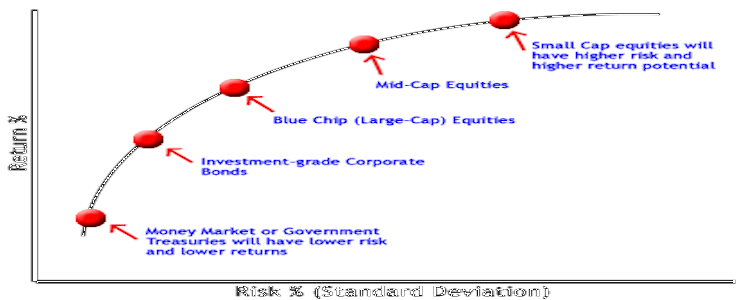 Small Cap equities will
have higher risk and
higher return potential
Mid-Cap Equities
Blue Chip (Large-Cap) Equities
Investment-grade Corporate
Bonds
Money Market or Government
Treasuries will have lower risk
and lower returns
Return %
Risk % (Standard Deviation)